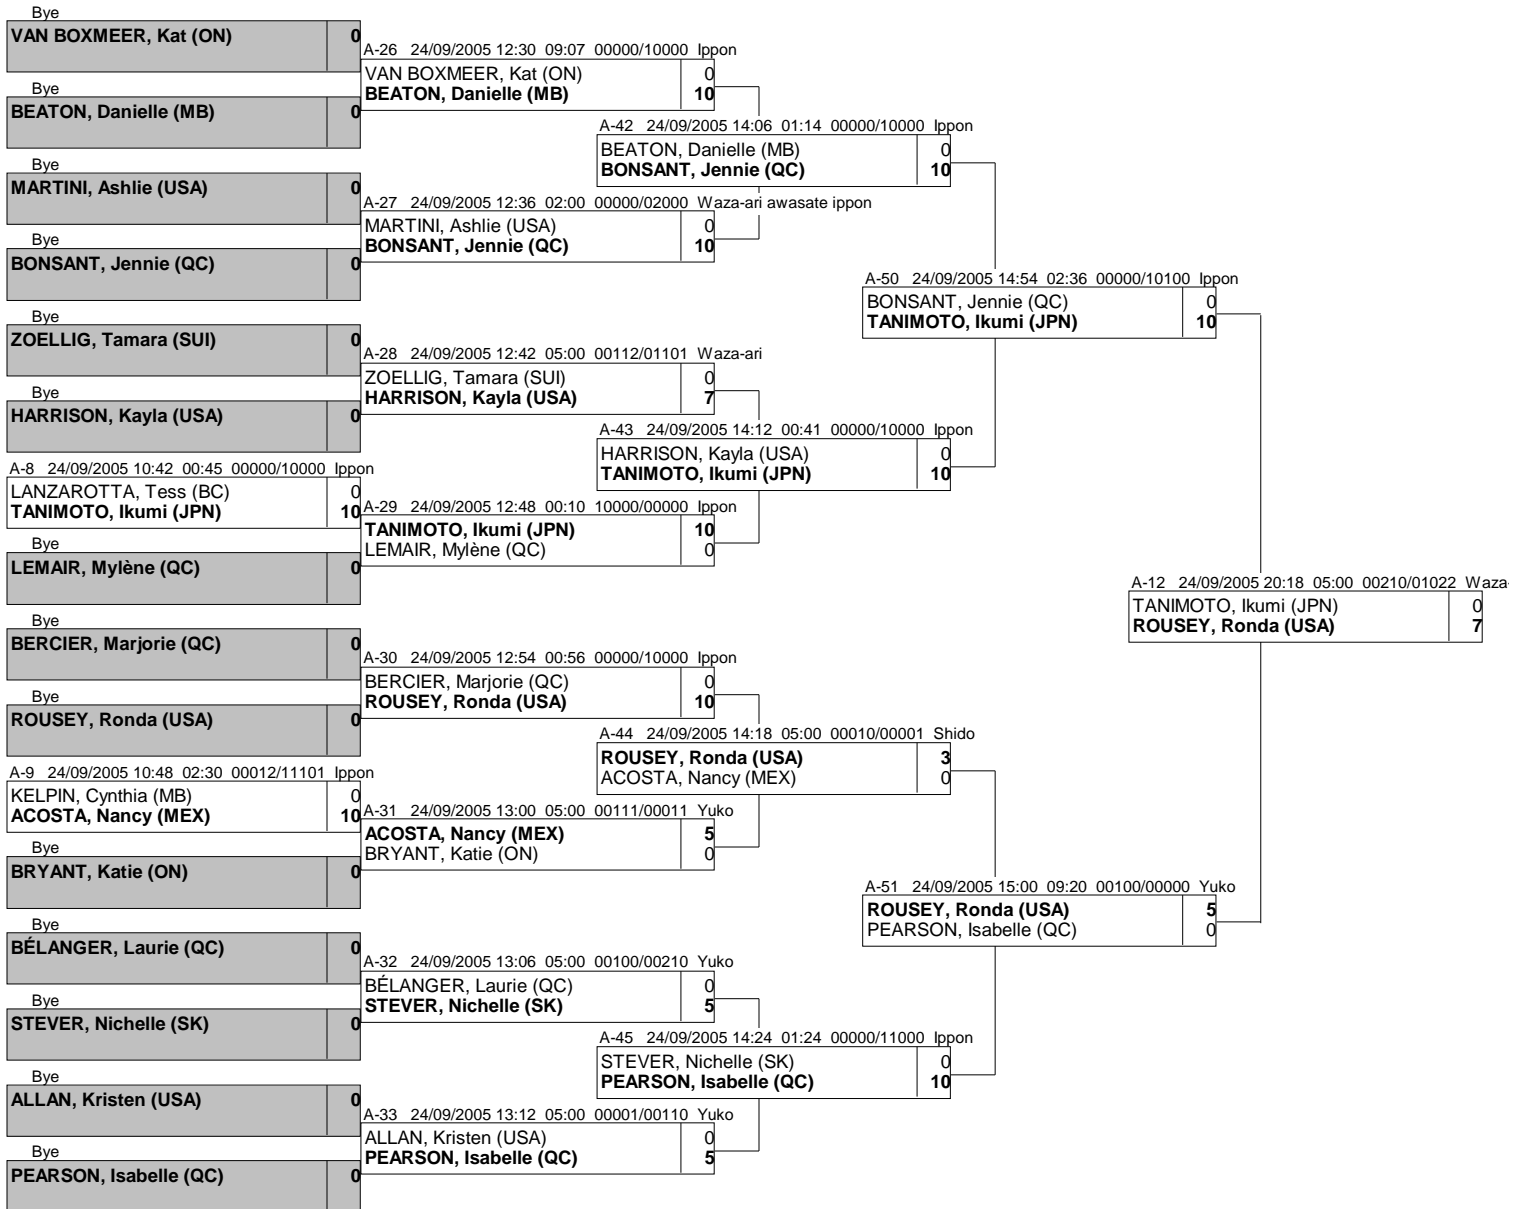 Bye
VAN BOXMEER, Kat (ON) 0
Bye
BEATON, Danielle (MB) 0
Bye
MARTINI, Ashlie (USA) 0
Bye
BONSANT, Jennie (QC) 0
Bye
ZOELLIG, Tamara (SUI) 0
Bye
HARRISON, Kayla (USA) 0
A-8 24/09/2005 10:42 00:45 00000/10000 Ippon
LANZAROTTA, Tess (BC) 0
TANIMOTO, Ikumi (JPN) 10
Bye
LEMAIR, Mylène (QC) 0
Bye
BERCIER, Marjorie (QC) 0
Bye
ROUSEY, Ronda (USA) 0
A-9 24/09/2005 10:48 02:30 00012/11101 Ippon
KELPIN, Cynthia (MB) 0
ACOSTA, Nancy (MEX) 10
Bye
BRYANT, Katie (ON) 0
Bye
BÉLANGER, Laurie (QC) 0
Bye
STEVER, Nichelle (SK) 0
Bye
ALLAN, Kristen (USA) 0
Bye
PEARSON, Isabelle (QC) 0
A-26 24/09/2005 12:30 09:07 00000/10000 Ippon
VAN BOXMEER, Kat (ON) 0
BEATON, Danielle (MB) 10
A-27 24/09/2005 12:36 02:00 00000/02000 Waza-ari awasate ippon
MARTINI, Ashlie (USA) 0
BONSANT, Jennie (QC) 10
A-28 24/09/2005 12:42 05:00 00112/01101 Waza-ari
ZOELLIG, Tamara (SUI) 0
HARRISON, Kayla (USA) 7
A-29 24/09/2005 12:48 00:10 10000/00000 Ippon
TANIMOTO, Ikumi (JPN) 10
LEMAIR, Mylène (QC) 0
A-30 24/09/2005 12:54 00:56 00000/10000 Ippon
BERCIER, Marjorie (QC) 0
ROUSEY, Ronda (USA) 10
A-31 24/09/2005 13:00 05:00 00111/00011 Yuko
ACOSTA, Nancy (MEX) 5
BRYANT, Katie (ON) 0
A-32 24/09/2005 13:06 05:00 00100/00210 Yuko
BÉLANGER, Laurie (QC) 0
STEVER, Nichelle (SK) 5
A-33 24/09/2005 13:12 05:00 00001/00110 Yuko
ALLAN, Kristen (USA) 0
PEARSON, Isabelle (QC) 5
A-42 24/09/2005 14:06 01:14 00000/10000 Ippon
BEATON, Danielle (MB) 0
BONSANT, Jennie (QC) 10
A-43 24/09/2005 14:12 00:41 00000/10000 Ippon
HARRISON, Kayla (USA) 0
TANIMOTO, Ikumi (JPN) 10
A-44 24/09/2005 14:18 05:00 00010/00001 Shido
ROUSEY, Ronda (USA) 3
ACOSTA, Nancy (MEX) 0
A-45 24/09/2005 14:24 01:24 00000/11000 Ippon
STEVER, Nichelle (SK) 0
PEARSON, Isabelle (QC) 10
A-50 24/09/2005 14:54 02:36 00000/10100 Ippon
BONSANT, Jennie (QC) 0
TANIMOTO, Ikumi (JPN) 10
A-51 24/09/2005 15:00 09:20 00100/00000 Yuko
ROUSEY, Ronda (USA) 5
PEARSON, Isabelle (QC) 0
A-12 24/09/2005 20:18 05:00 00210/01022 Waza-
TANIMOTO, Ikumi (JPN) 0
ROUSEY, Ronda (USA) 7